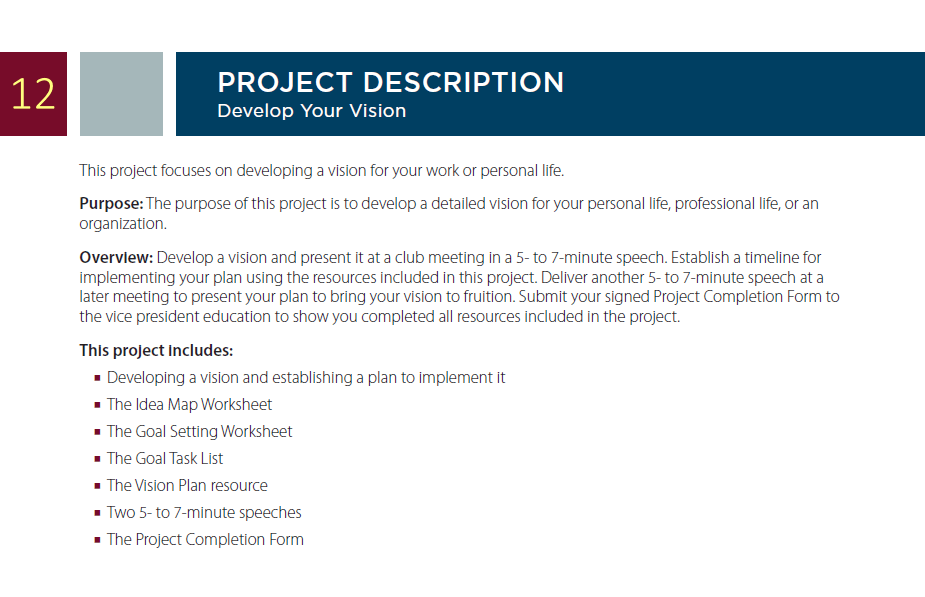 12
PROJECT DESCRIPTION
Develop Your Vision
This project focuses on developing a vision for your work or personal life.
Purpose: The purpose of this project is to develop a detailed vision for your personal life, professional life, or an
organization.
Overview: Develop a vision and present it at a club meeting in a 5- to 7-minute speech. Establish a timeline for
implementing your plan using the resources included in this project. Deliver another 5- to 7-minute speech at a
later meeting to present your plan to bring your vision to fruition. Submit your signed Project Completion Form to
the vice president education to show you completed all resources included in the project.
This project includes:
■ Developing a vision and establishing a plan to implement it
■ The Idea Map Worksheet
■ The Goal Setting Worksheet
■ The Goal Task List
■ The Vision Plan resource
■ Two 5- to 7-minute speeches
■ The Project Completion Form